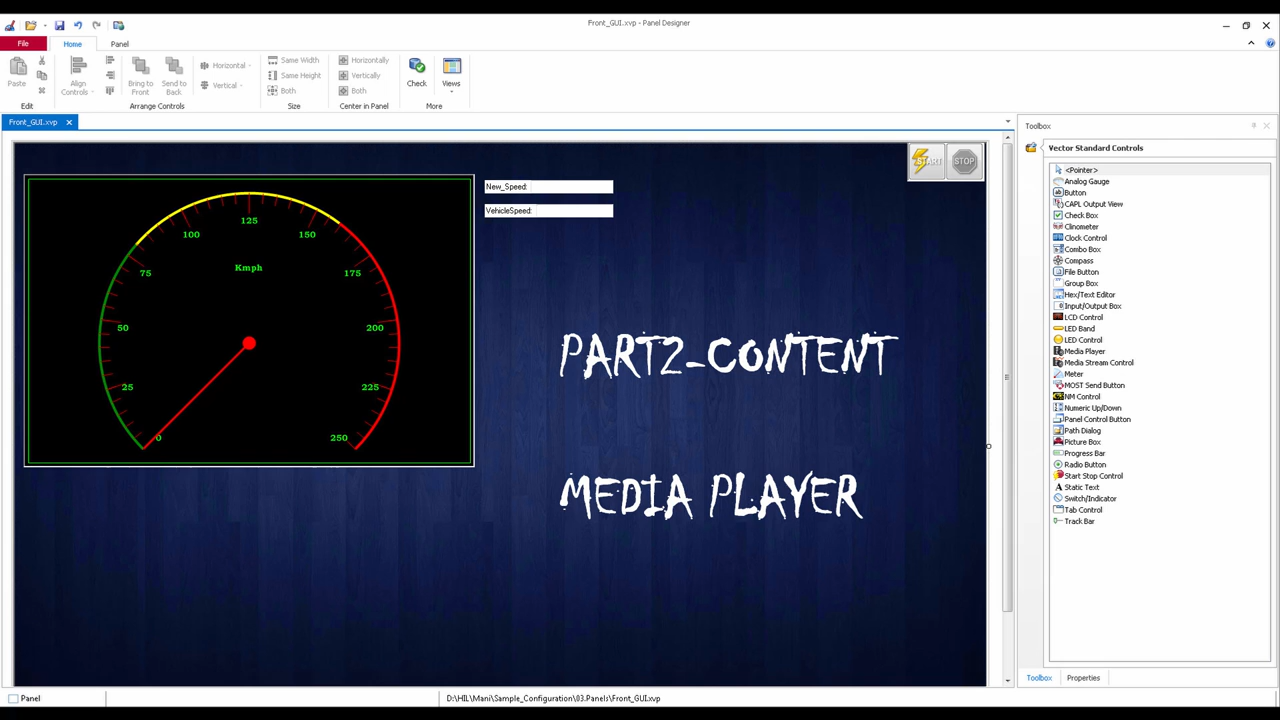 Front_GUI.xvp - Panel Designer
File Home Panel
Paste
Edit
Align Controls
Bring to Front
Send to Back
Horizontal
Vertical
Arrange Controls
Same Width
Same Height
Both
Size
Horizontally
Vertically
Both
Center in Panel
Check
Views
More
Front_GUI.xvp
START STOP
New_Speed:
VehicleSpeed:
125
100 150
Kmph
75 175
50 200
25 225
0 250
PART2-CONTENT
MEDIA PLAYER
Toolbox
Vector Standard Controls
<Pointer>
Analog Gauge
Button
CAPL Output View
Check Box
Clinometer
Clock Control
Combo Box
Compass
File Button
Group Box
Hex/Text Editor
Input/Output Box
LCD Control
LED Band
LED Control
Media Player
Media Stream Control
Meter
MOST Send Button
NM Control
Numeric Up/Down
Panel Control Button
Path Dialog
Picture Box
Progress Bar
Radio Button
Start Stop Control
Static Text
Switch/Indicator
Tab Control
Track Bar
Toolbox Properties
Panel
D:\HIL\Mani\Sample_Configuration\03.Panels\Front_GUI.xvp